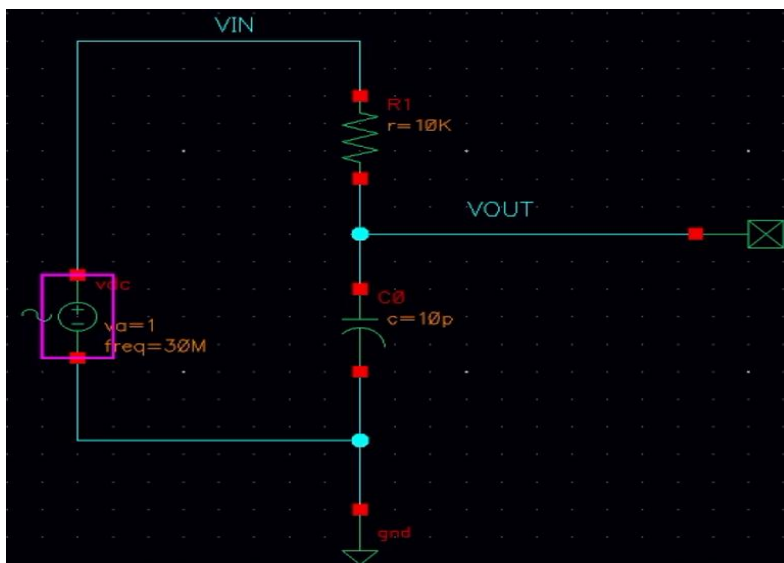 VIN
R1
r=10K
VOUT
vdc
C0
c=10p
va=1
freq=30M
gnd